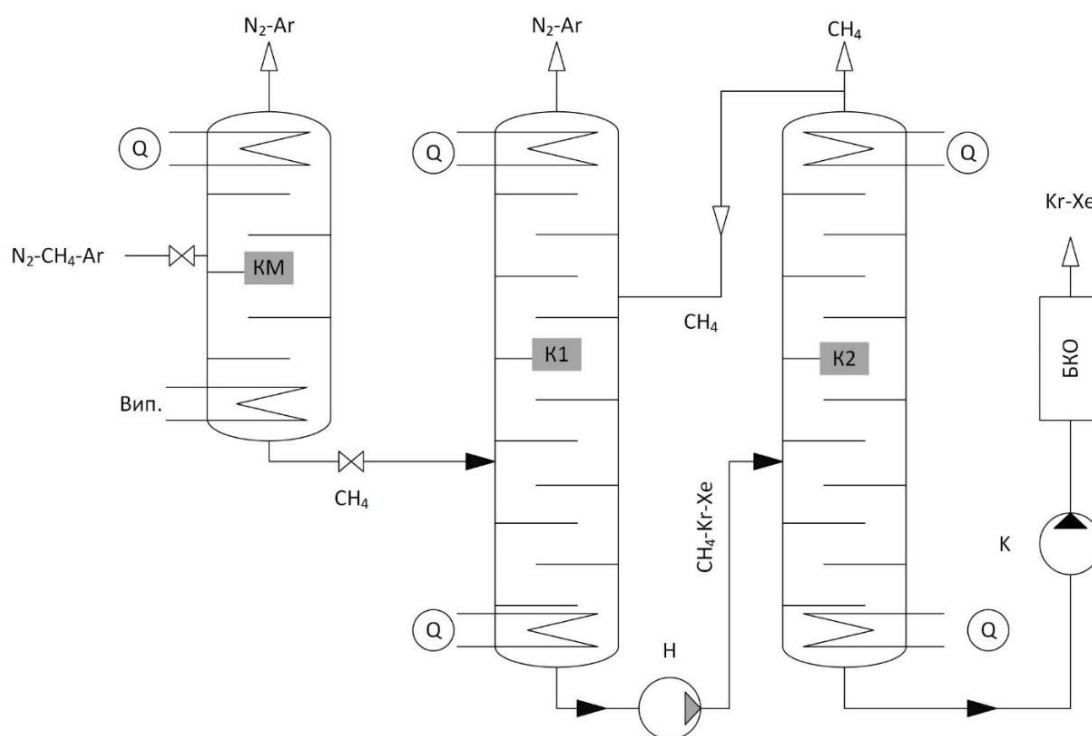 N₂-Ar
N₂-Ar
CH₄
Q
Q
Q
Kr-Xe
N₂-CH₄-Ar
КМ
CH₄
К1
К2
БКО
Вип.
CH₄
CH₄-Kr-Xe
К
Q
Q
Н